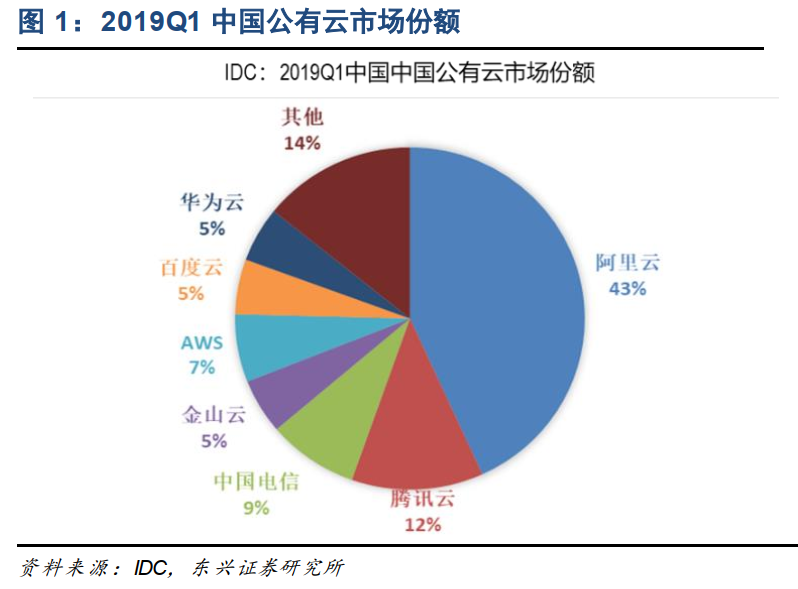 图 1：2019Q1 中国公有云市场份额
IDC：2019Q1中国中国公有云市场份额
其他
14%
华为云
5%
百度云
5%
AWS
7%
金山云
5%
中国电信
9%
腾讯云
12%
阿里云
43%
资料来源：IDC，东兴证券研究所